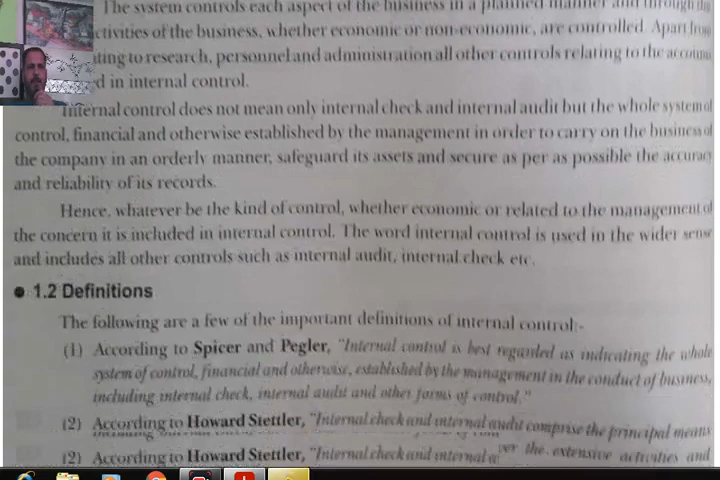 The system controls each aspect of the business in a planned manner and through
ctivities of the business, whether economic or non-economic, are controlled. Apart from
ting to research, personnel and administration all other controls relating to the
d in internal control.
Internal control does not mean only internal check and internal audit but the whole system of
control, financial and otherwise established by the management in order to carry on the business of
the company in an orderly manner, safeguard its assets and secure as per as possible the accuracy
and reliability of its records.
Hence, whatever be the kind of control, whether economic or related to the management of
the concern it is included in internal control. The word internal control is used in the wider sense
and includes all other controls such as internal audit, internal check etc.
● 1.2 Definitions
The following are a few of the important definitions of internal control:-
(1) According to Spicer and Pegler, "Internal control is best regarded as indicating the whole
system of control, financial and otherwise, established by the management in the conduct of business,
including internal check, internal audit and other forms of control."
(2) According to Howard Stettler, "Internal check and internal audit comprise the principal means
(2) According to Howard Stettler, "Internal check and internal a the extensive activities and